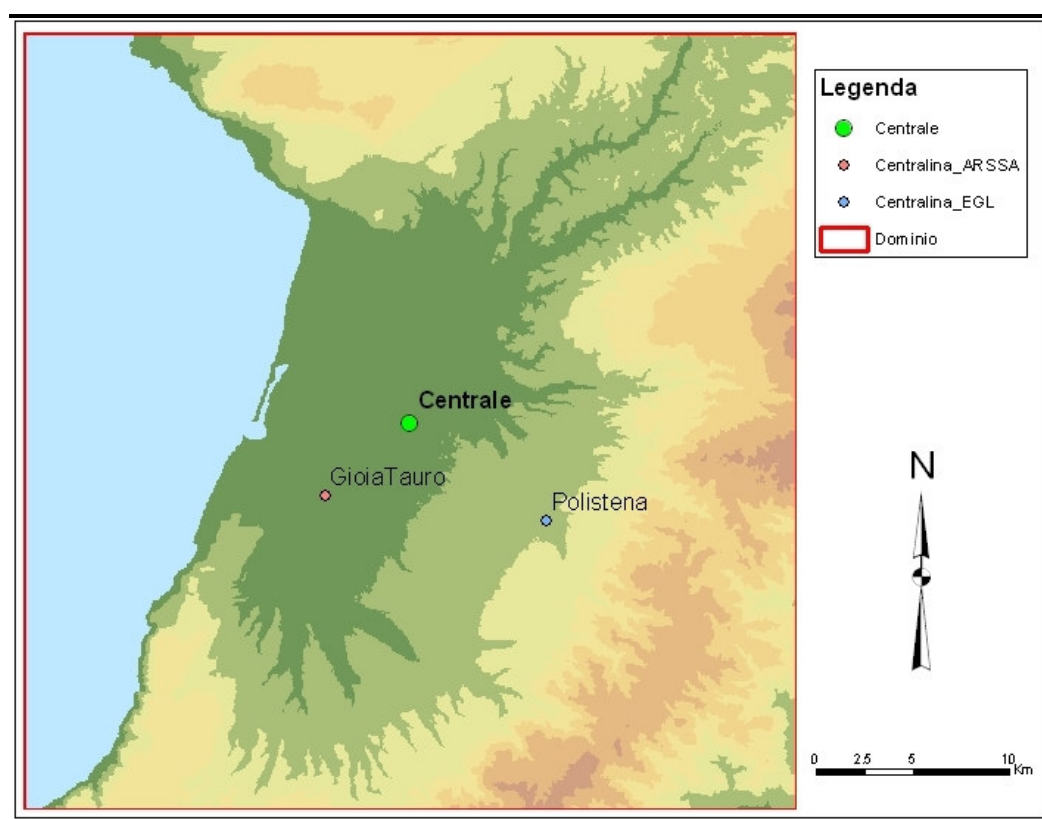 Legenda
Centrale
Centralina_ARSSA
Centralina_EGL
Dominio
Centrale
GioiaTauro
Polistena
N
0 2.5 5 10
Km